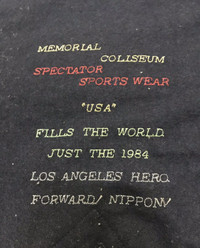 MEMORIAL
COLISEUM
SPECTATOR
SPORTS WEAR
"USA"
FILLS THE WORLD.
JUST THE 1984
LOS ANGELES HERO.
FORWARD/ NIPPON/